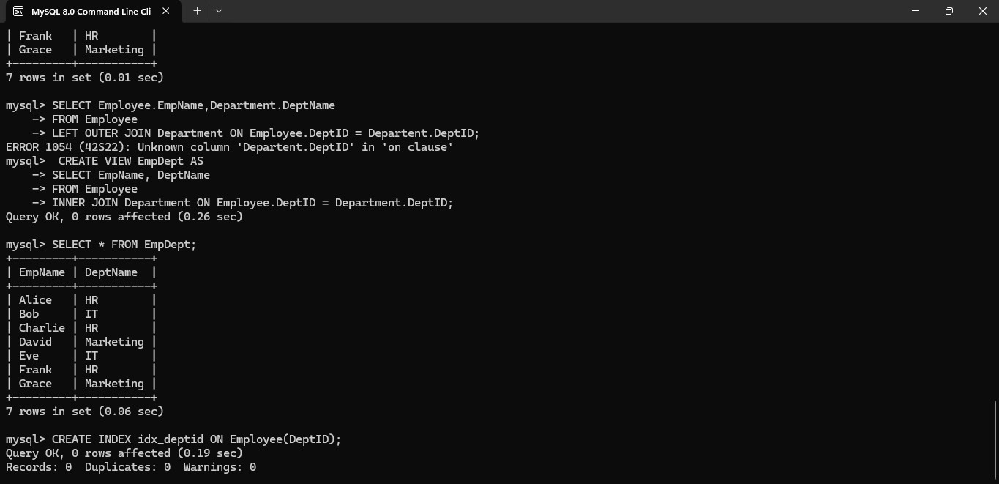 MySQL 8.0 Command Line Cli
| Frank   | HR        |
| Grace   | Marketing |
+---------+-----------+
7 rows in set (0.01 sec)
mysql> SELECT Employee.EmpName,Department.DeptName
    -> FROM Employee
    -> LEFT OUTER JOIN Department ON Employee.DeptID = Departent.DeptID;
ERROR 1054 (42S22): Unknown column 'Departent.DeptID' in 'on clause'
mysql>  CREATE VIEW EmpDept AS
    -> SELECT EmpName, DeptName
    -> FROM Employee
    -> INNER JOIN Department ON Employee.DeptID = Department.DeptID;
Query OK, 0 rows affected (0.26 sec)
mysql> SELECT * FROM EmpDept;
+---------+-----------+
| EmpName | DeptName  |
+---------+-----------+
| Alice   | HR        |
| Bob     | IT        |
| Charlie | HR        |
| David   | Marketing |
| Eve     | IT        |
| Frank   | HR        |
| Grace   | Marketing |
+---------+-----------+
7 rows in set (0.06 sec)
mysql> CREATE INDEX idx_deptid ON Employee(DeptID);
Query OK, 0 rows affected (0.19 sec)
Records: 0  Duplicates: 0  Warnings: 0